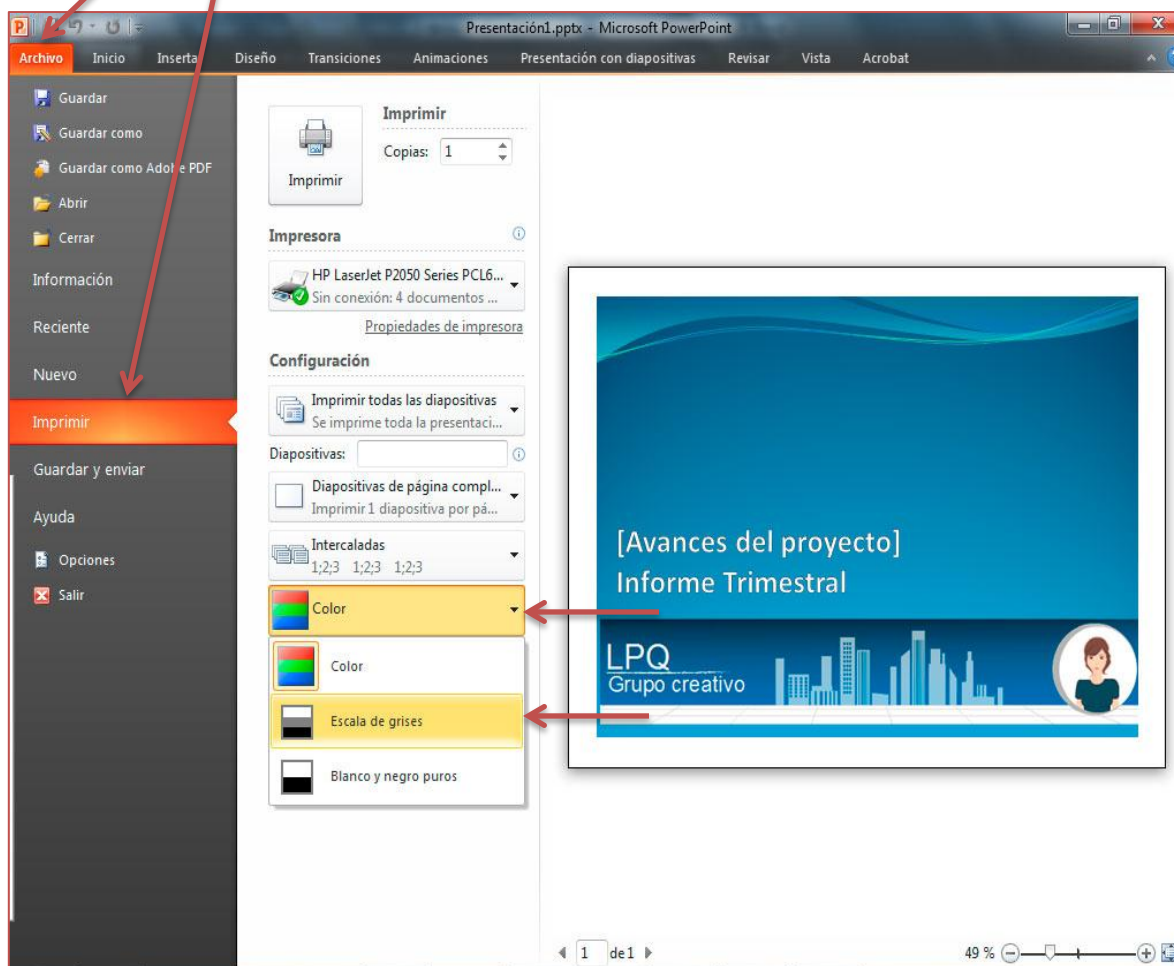 Presentación1.pptx - Microsoft PowerPoint
Archivo Inicio Inserta Diseño Transiciones Animaciones Presentación con diapositivas Revisar Vista Acrobat
Guardar
Guardar como
Guardar como Adobe PDF
Abrir
Cerrar
Información
Reciente
Nuevo
Imprimir
Guardar y enviar
Ayuda
Opciones
Salir
Imprimir
Imprimir
Copias: 1
Impresora
HP LaserJet P2050 Series PCL6...
Sin conexión: 4 documentos ...
Propiedades de impresora
Configuración
Imprimir todas las diapositivas
Se imprime toda la presentaci...
Diapositivas:
Diapositivas de página compl...
Imprimir 1 diapositiva por pá...
Intercaladas
1;2;3 1;2;3 1;2;3
Color
Color
Escala de grises
Blanco y negro puros
[Avances del proyecto]
Informe Trimestral
LPQ
Grupo creativo
1 de 1
49 %